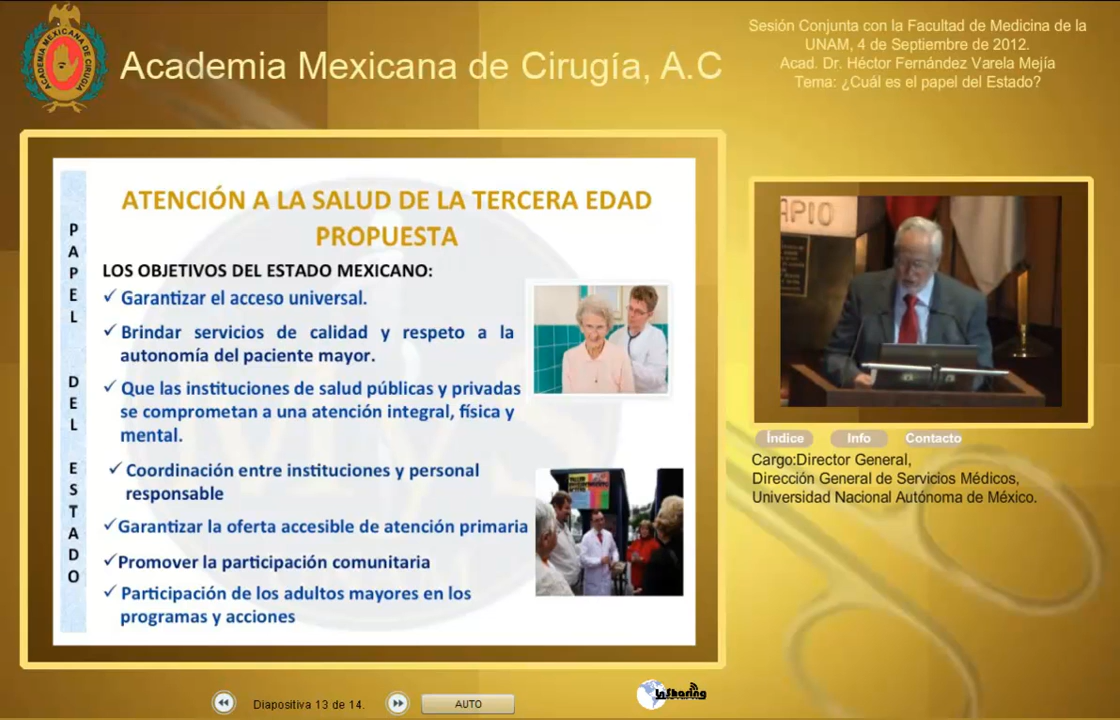 ACADEMIA MEXICANA DE CIRUGIA
Academia Mexicana de Cirugía, A.C
Sesión Conjunta con la Facultad de Medicina de la
UNAM, 4 de Septiembre de 2012.
Acad. Dr. Héctor Fernández Varela Mejía
Tema: ¿Cuál es el papel del Estado?
PAPEL DEL ESTADO
ATENCIÓN A LA SALUD DE LA TERCERA EDAD
PROPUESTA
LOS OBJETIVOS DEL ESTADO MEXICANO:
✓ Garantizar el acceso universal.
✓ Brindar servicios de calidad y respeto a la
autonomía del paciente mayor.
✓ Que las instituciones de salud públicas y privadas
se comprometan a una atención integral, física y
mental.
✓ Coordinación entre instituciones y personal
responsable
✓Garantizar la oferta accesible de atención primaria
✓Promover la participación comunitaria
✓ Participación de los adultos mayores en los
programas y acciones
APIO
Índice
Info
Contacto
Cargo:Director General,
Dirección General de Servicios Médicos,
Universidad Nacional Autónoma de México.
Diapositiva 13 de 14.
AUTO
InSharing